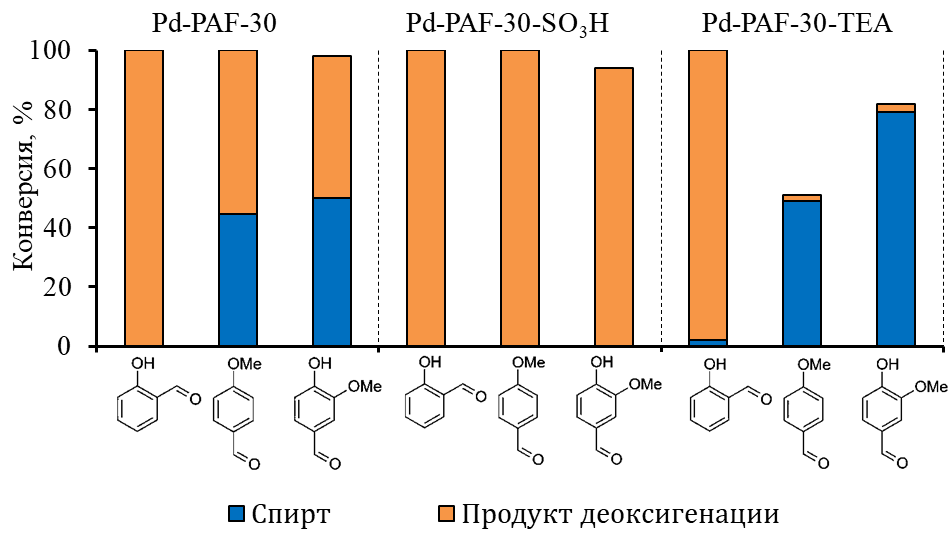 Pd-PAF-30
Pd-PAF-30-SO₃H
Pd-PAF-30-TEA
Конверсия, %
100
80
60
40
20
0
OH
O
OMe
O
OH
OMe
O
OH
O
OMe
O
OH
OMe
O
OH
O
OMe
O
OH
OMe
O
Спирт
Продукт деоксигенации